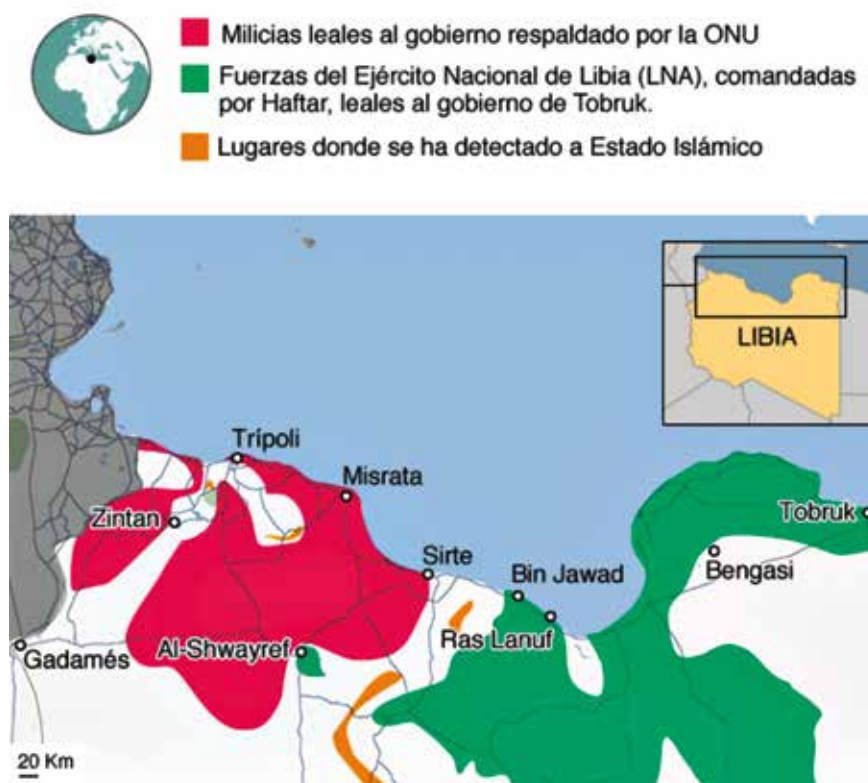 Milicias leales al gobierno respaldado por la ONU
Fuerzas del Ejército Nacional de Libia (LNA), comandadas
por Haftar, leales al gobierno de Tobruk.
Lugares donde se ha detectado a Estado Islámico
LIBIA
Trípoli
Misrata
Zintan
Tobruk
Sirte
Bengasi
Bin Jawad
Ras Lanuf
Al-Shwayref
Gadamés
20 Km